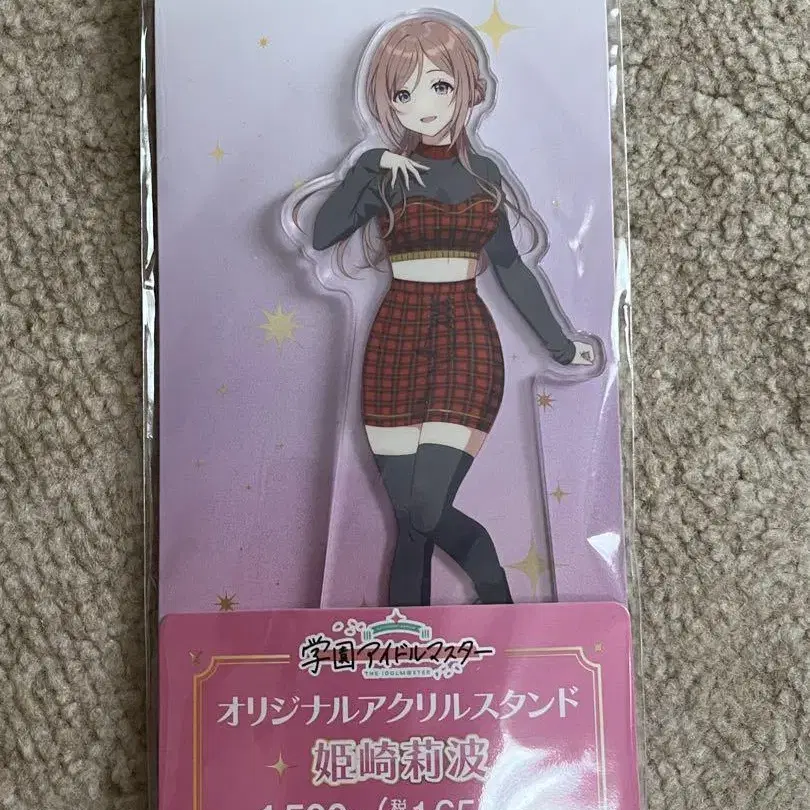 学園アイドルマスター
THE IDOLM@STER
オリジナルアクリルスタンド
姫崎莉波
(税